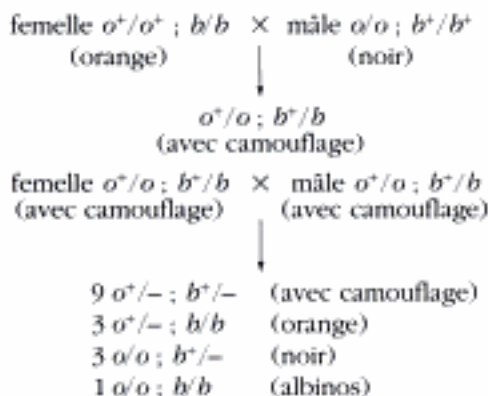 femelle o⁺/o⁺ ; b/b × mâle o/o ; b⁺/b⁺
(orange) (noir)
o⁺/o ; b⁺/b
(avec camouflage)
femelle o⁺/o ; b⁺/b × mâle o⁺/o ; b⁺/b
(avec camouflage) (avec camouflage)
9 o⁺/– ; b⁺/– (avec camouflage)
3 o⁺/– ; b/b (orange)
3 o/o ; b⁺/– (noir)
1 o/o ; b/b (albinos)